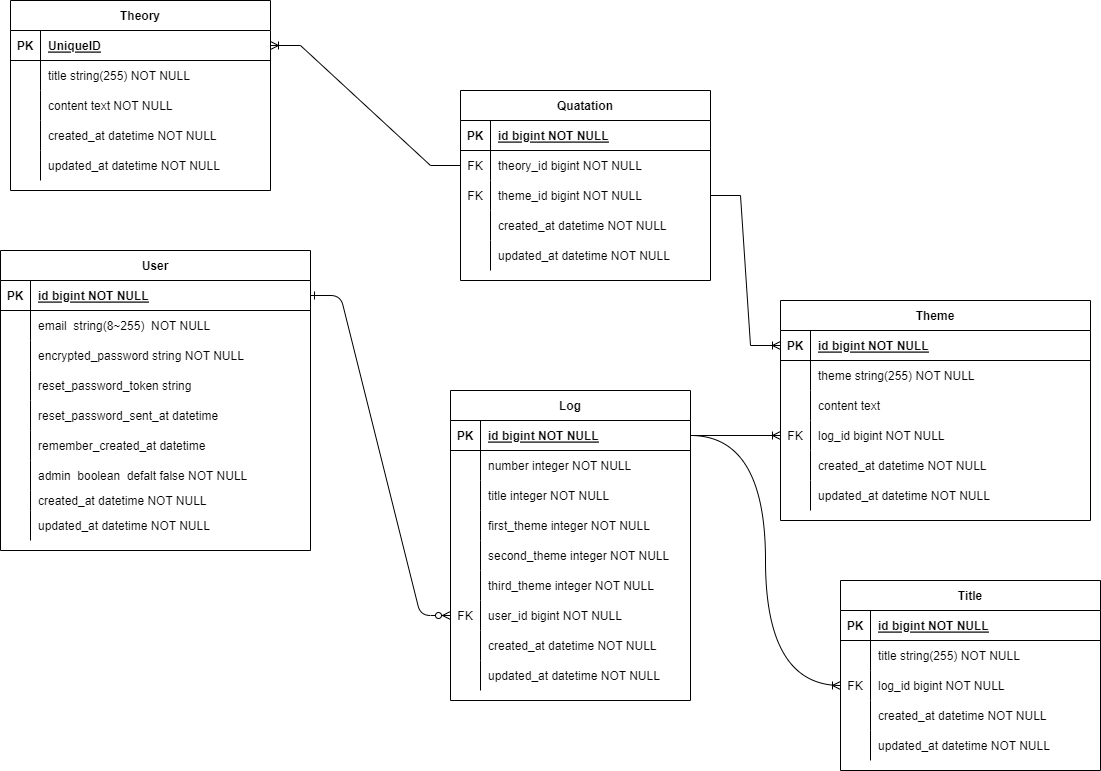 Theory
PK UniqueID
title string(255) NOT NULL
content text NOT NULL
created_at datetime NOT NULL
updated_at datetime NOT NULL
Quatation
PK id bigint NOT NULL
FK theory_id bigint NOT NULL
FK theme_id bigint NOT NULL
created_at datetime NOT NULL
updated_at datetime NOT NULL
User
PK id bigint NOT NULL
email string(8~255) NOT NULL
encrypted_password string NOT NULL
reset_password_token string
reset_password_sent_at datetime
remember_created_at datetime
admin boolean defalt false NOT NULL
created_at datetime NOT NULL
updated_at datetime NOT NULL
Theme
PK id bigint NOT NULL
theme string(255) NOT NULL
content text
FK log_id bigint NOT NULL
created_at datetime NOT NULL
updated_at datetime NOT NULL
Log
PK id bigint NOT NULL
number integer NOT NULL
title integer NOT NULL
first_theme integer NOT NULL
second_theme integer NOT NULL
third_theme integer NOT NULL
FK user_id bigint NOT NULL
created_at datetime NOT NULL
updated_at datetime NOT NULL
Title
PK id bigint NOT NULL
title string(255) NOT NULL
FK log_id bigint NOT NULL
created_at datetime NOT NULL
updated_at datetime NOT NULL